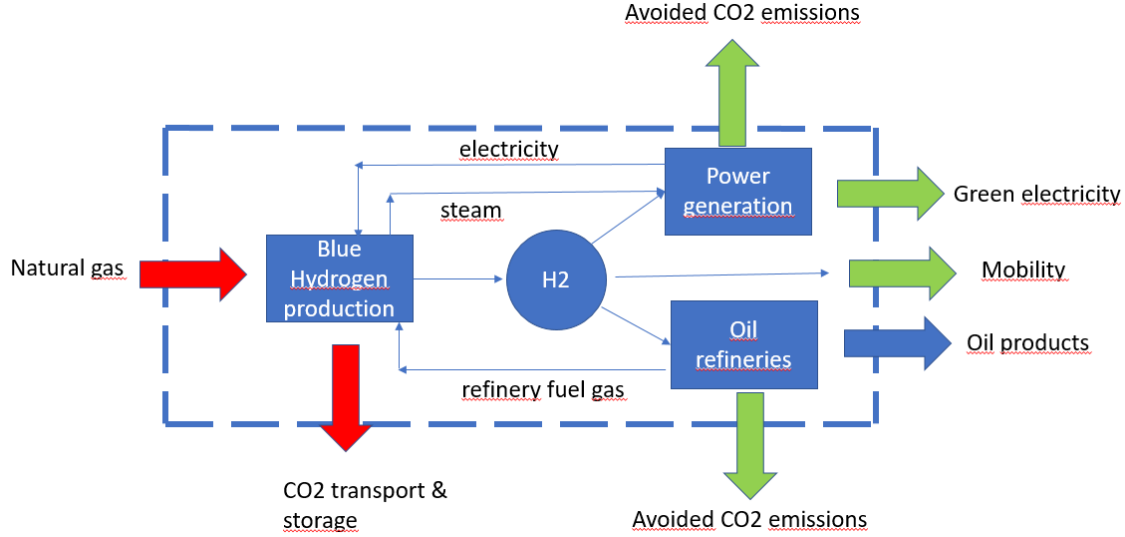 Avoided CO2 emissions
electricity
Power
generation
Green electricity
steam
Blue
Hydrogen
production
Natural gas
H2
Mobility
Oil
refineries
Oil products
refinery fuel gas
CO2 transport &
storage
Avoided CO2 emissions